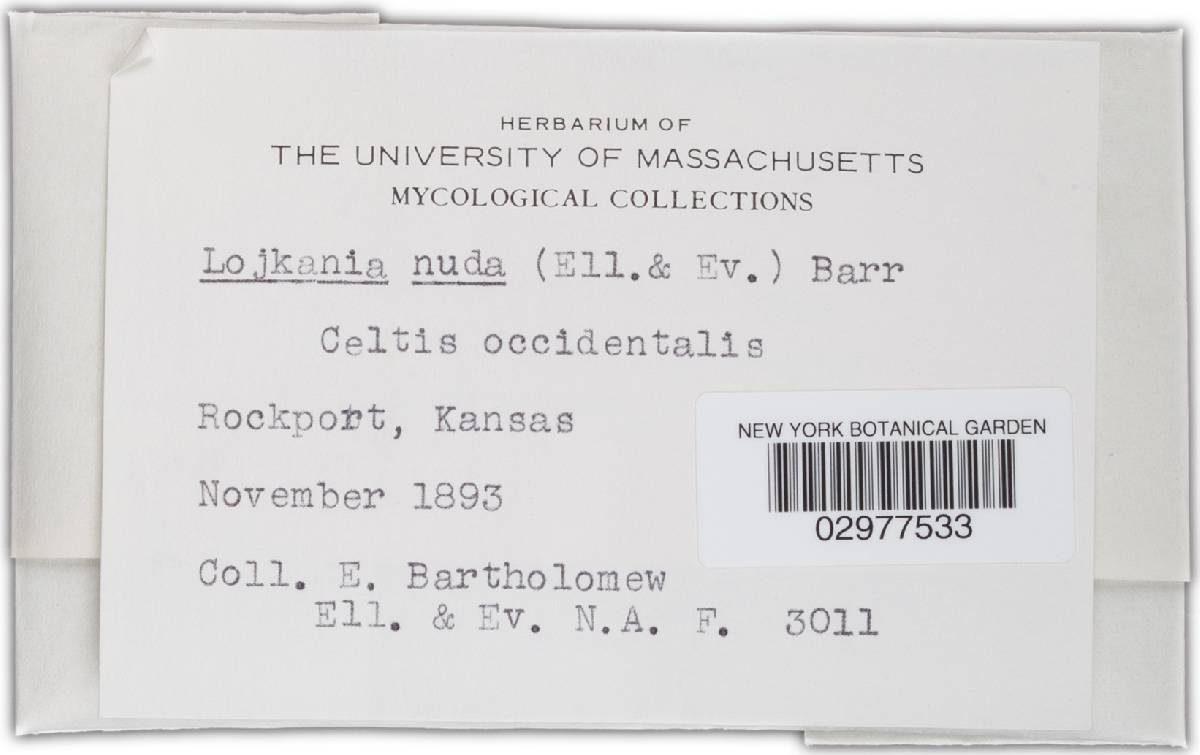 HERBARIUM OF
THE UNIVERSITY OF MASSACHUSETTS
MYCOLOGICAL COLLECTIONS
Lojkania nuda (Ell.& Ev.) Barr
Celtis occidentalis
Rockport, Kansas
November 1893
Coll. E. Bartholomew
Ell. & Ev. N.A. F. 3011
NEW YORK BOTANICAL GARDEN
02977533